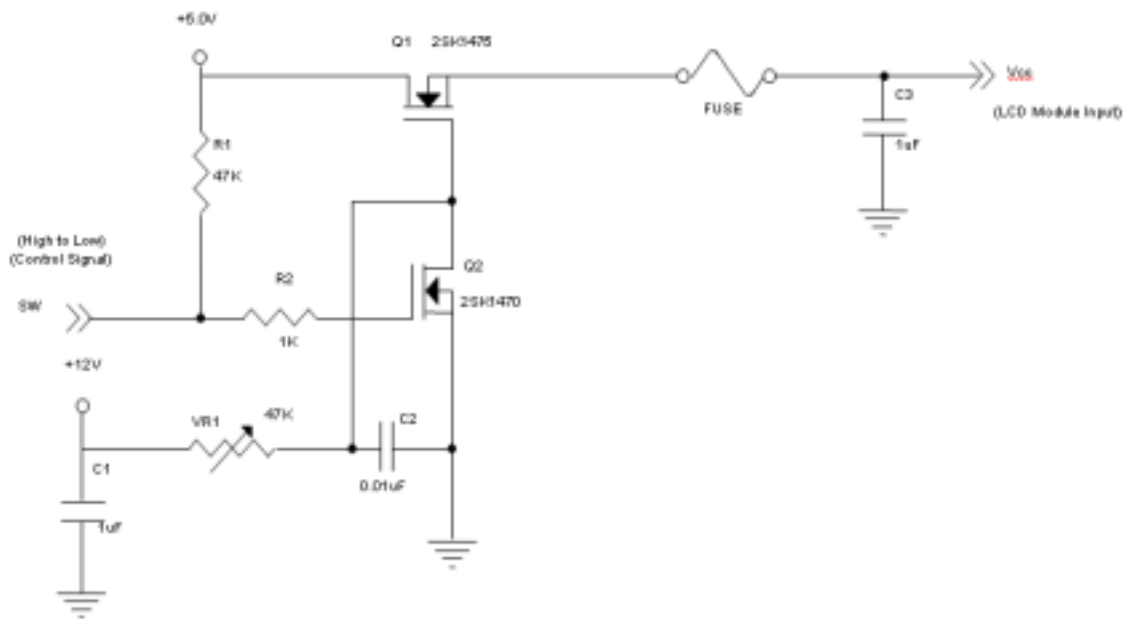 +5.0V
Q1 2SK1475
Vcc
C3
FUSE
(LCD Module Input)
R1
1uF
47K
(High to Low)
(Control Signal)
R2
Q2
SW
2SK1470
1K
+12V
VR1
47K
C2
C1
0.01uF
1uF